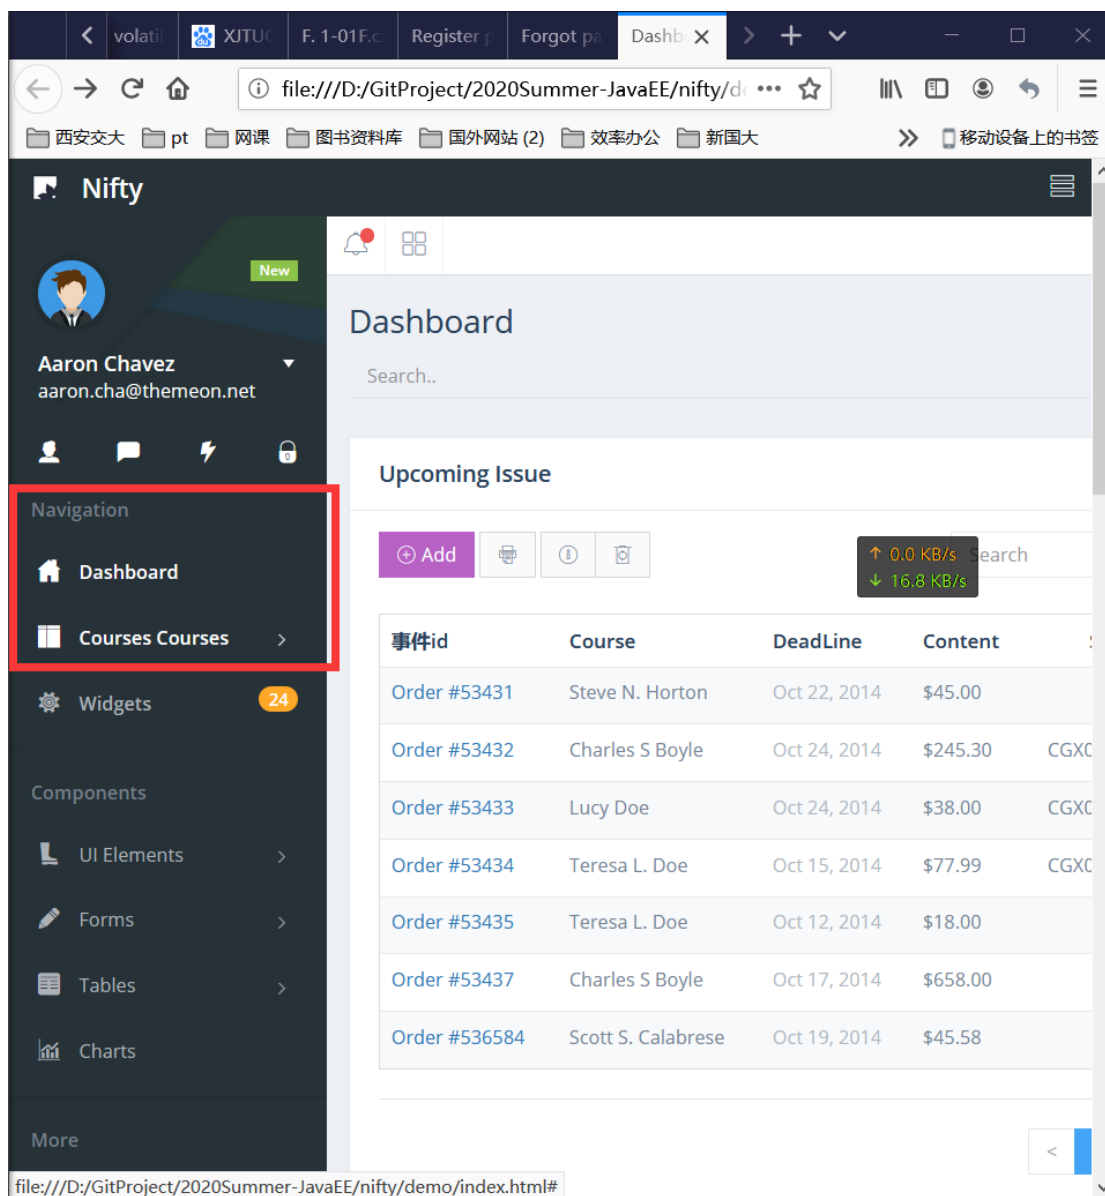 volati XJTUC F. 1-01F.c Register p Forgot pa Dashb
file:///D:/GitProject/2020Summer-JavaEE/nifty/de
西安交大 pt 网课 图书资料库 国外网站 (2) 效率办公 新国大 移动设备上的书签
Nifty
New
Aaron Chavez
aaron.cha@themeon.net
Navigation
Dashboard
Courses Courses
Widgets 24
Components
UI Elements
Forms
Tables
Charts
More
Dashboard
Search..
Upcoming Issue
Add
Search
↑ 0.0 KB/s
↓ 16.8 KB/s
事件id Course DeadLine Content
Order #53431 Steve N. Horton Oct 22, 2014 $45.00
Order #53432 Charles S Boyle Oct 24, 2014 $245.30 CGX0
Order #53433 Lucy Doe Oct 24, 2014 $38.00 CGX0
Order #53434 Teresa L. Doe Oct 15, 2014 $77.99 CGX0
Order #53435 Teresa L. Doe Oct 12, 2014 $18.00
Order #53437 Charles S Boyle Oct 17, 2014 $658.00
Order #536584 Scott S. Calabrese Oct 19, 2014 $45.58
<
file:///D:/GitProject/2020Summer-JavaEE/nifty/demo/index.html#